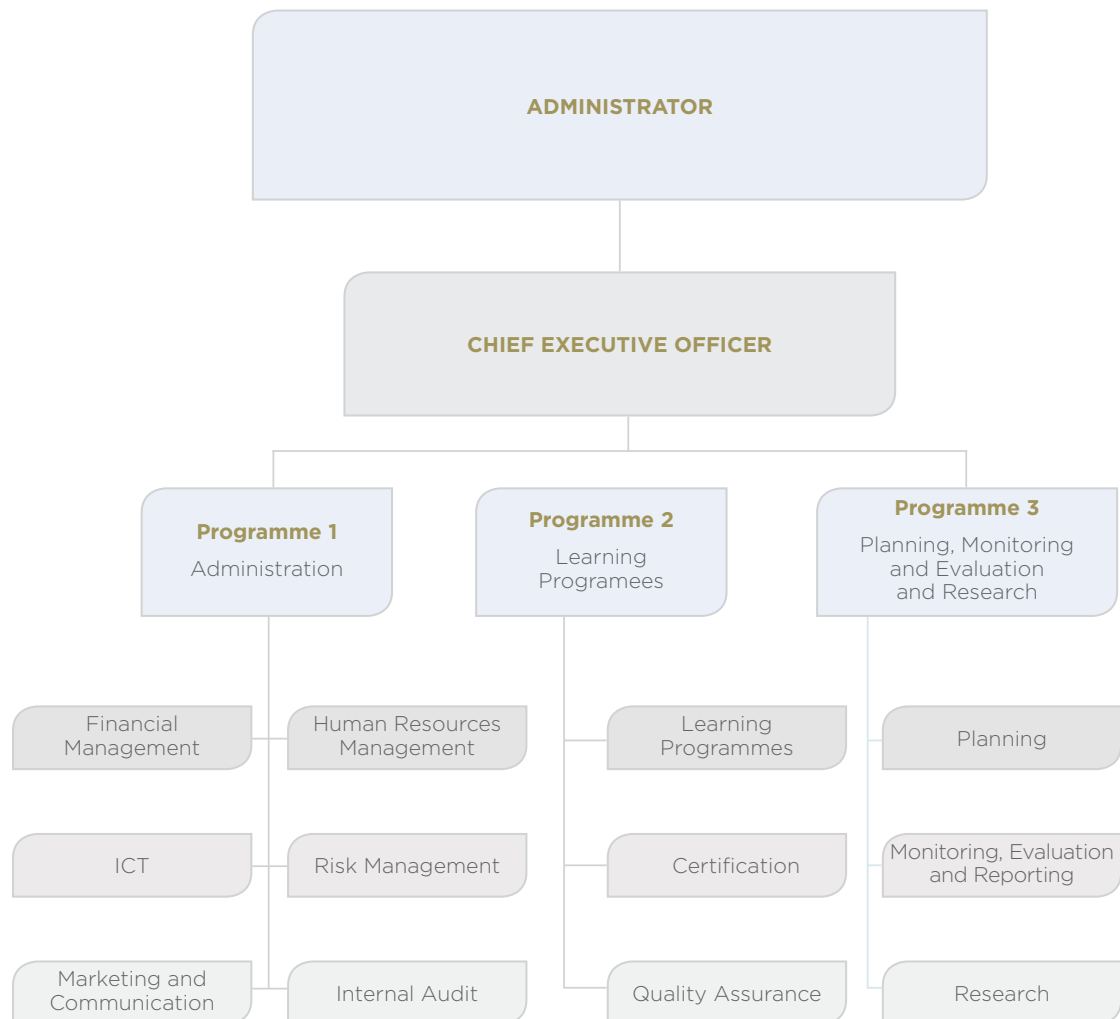 ADMINISTRATOR
CHIEF EXECUTIVE OFFICER
Programme 1
Administration
Programme 2
Learning
Programees
Programme 3
Planning, Monitoring
and Evaluation
and Research
Financial
Management
Human Resources
Management
Learning
Programmes
Planning
ICT
Risk Management
Certification
Monitoring, Evaluation
and Reporting
Marketing and
Communication
Internal Audit
Quality Assurance
Research